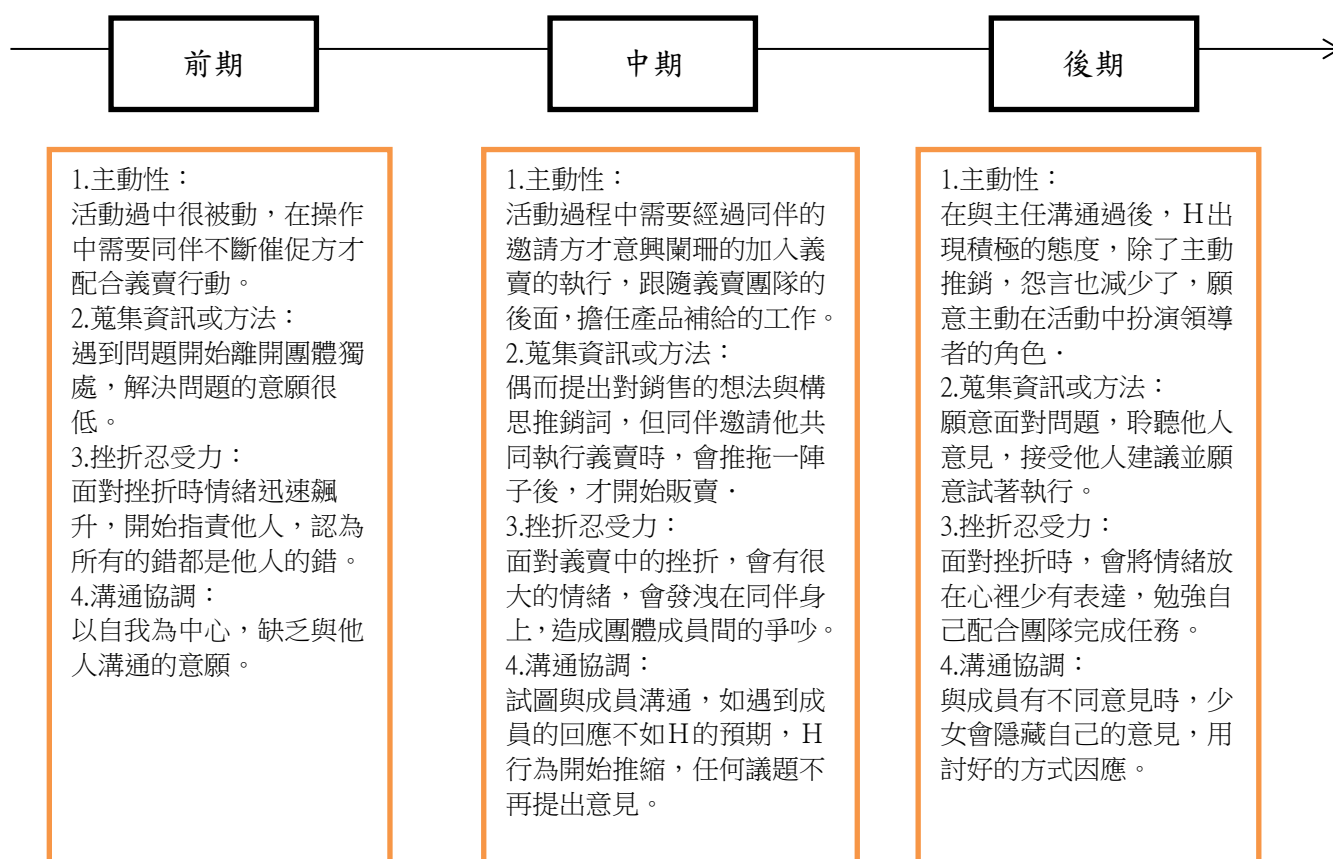 前期
中期
後期
1.主動性：
活動過中很被動，在操作
中需要同伴不斷催促方才
配合義賣行動。
2.蒐集資訊或方法：
遇到問題開始離開團體獨
處，解決問題的意願很
低。
3.挫折忍受力：
面對挫折時情緒迅速飆
升，開始指責他人，認為
所有的錯都是他人的錯。
4.溝通協調：
以自我為中心，缺乏與他
人溝通的意願。
1.主動性：
活動過程中需要經過同伴的
邀請方才意興闌珊的加入義
賣的執行，跟隨義賣團隊的
後面，擔任產品補給的工作。
2.蒐集資訊或方法：
偶而提出對銷售的想法與構
思推銷詞，但同伴邀請他共
同執行義賣時，會推拖一陣
子後，才開始販賣．
3.挫折忍受力：
面對義賣中的挫折，會有很
大的情緒，會發洩在同伴身
上，造成團體成員間的爭吵。
4.溝通協調：
試圖與成員溝通，如遇到成
員的回應不如Ｈ的預期，Ｈ
行為開始推縮，任何議題不
再提出意見。
1.主動性：
在與主任溝通過後，Ｈ出
現積極的態度，除了主動
推銷，怨言也減少了，願
意主動在活動中扮演領導
者的角色．
2.蒐集資訊或方法：
願意面對問題，聆聽他人
意見，接受他人建議並願
意試著執行。
3.挫折忍受力：
面對挫折時，會將情緒放
在心裡少有表達，勉強自
己配合團隊完成任務。
4.溝通協調：
與成員有不同意見時，少
女會隱藏自己的意見，用
討好的方式因應。